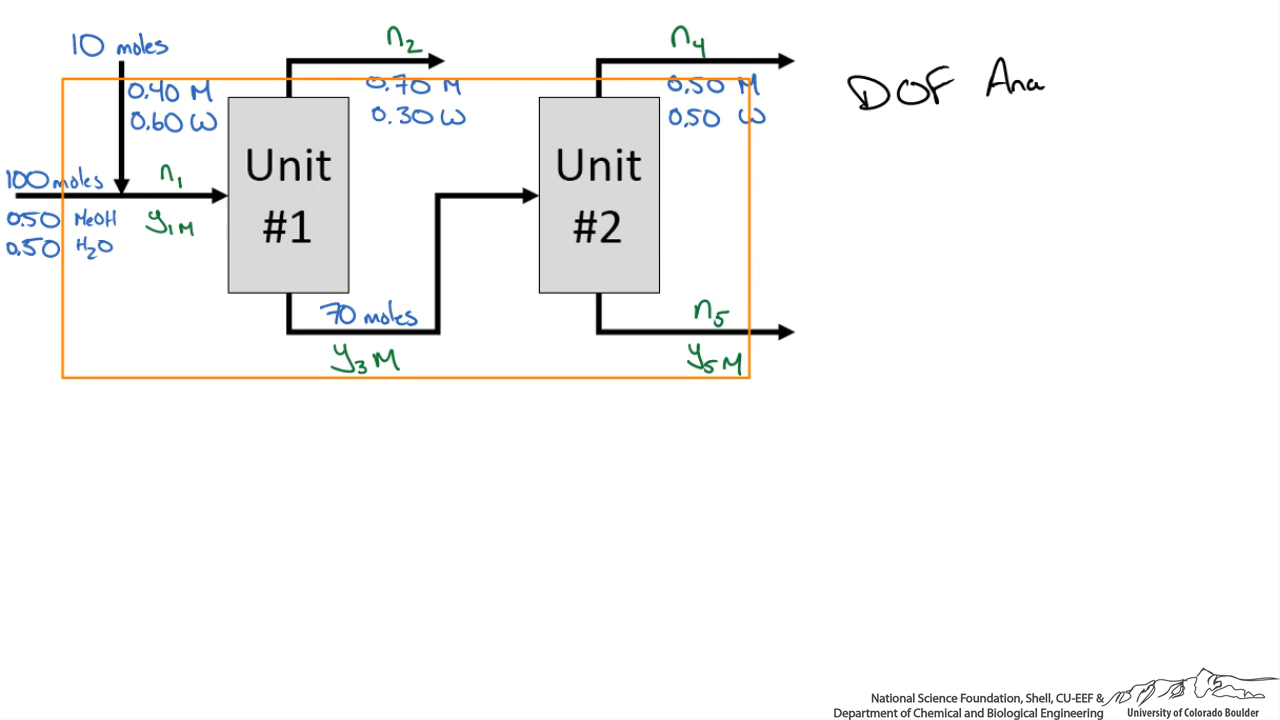 10 moles
0.40 M
0.60 W
100 moles
0.50 MeOH
0.50 H₂O
n₁
y₁M
Unit
#1
n₂
0.70 M
0.30 W
70 moles
y₃M
Unit
#2
n₄
0.50 M
0.50 W
n₅
y₅M
DOF Ana
National Science Foundation, Shell, CU-EEF &
Department of Chemical and Biological Engineering
University of Colorado Boulder